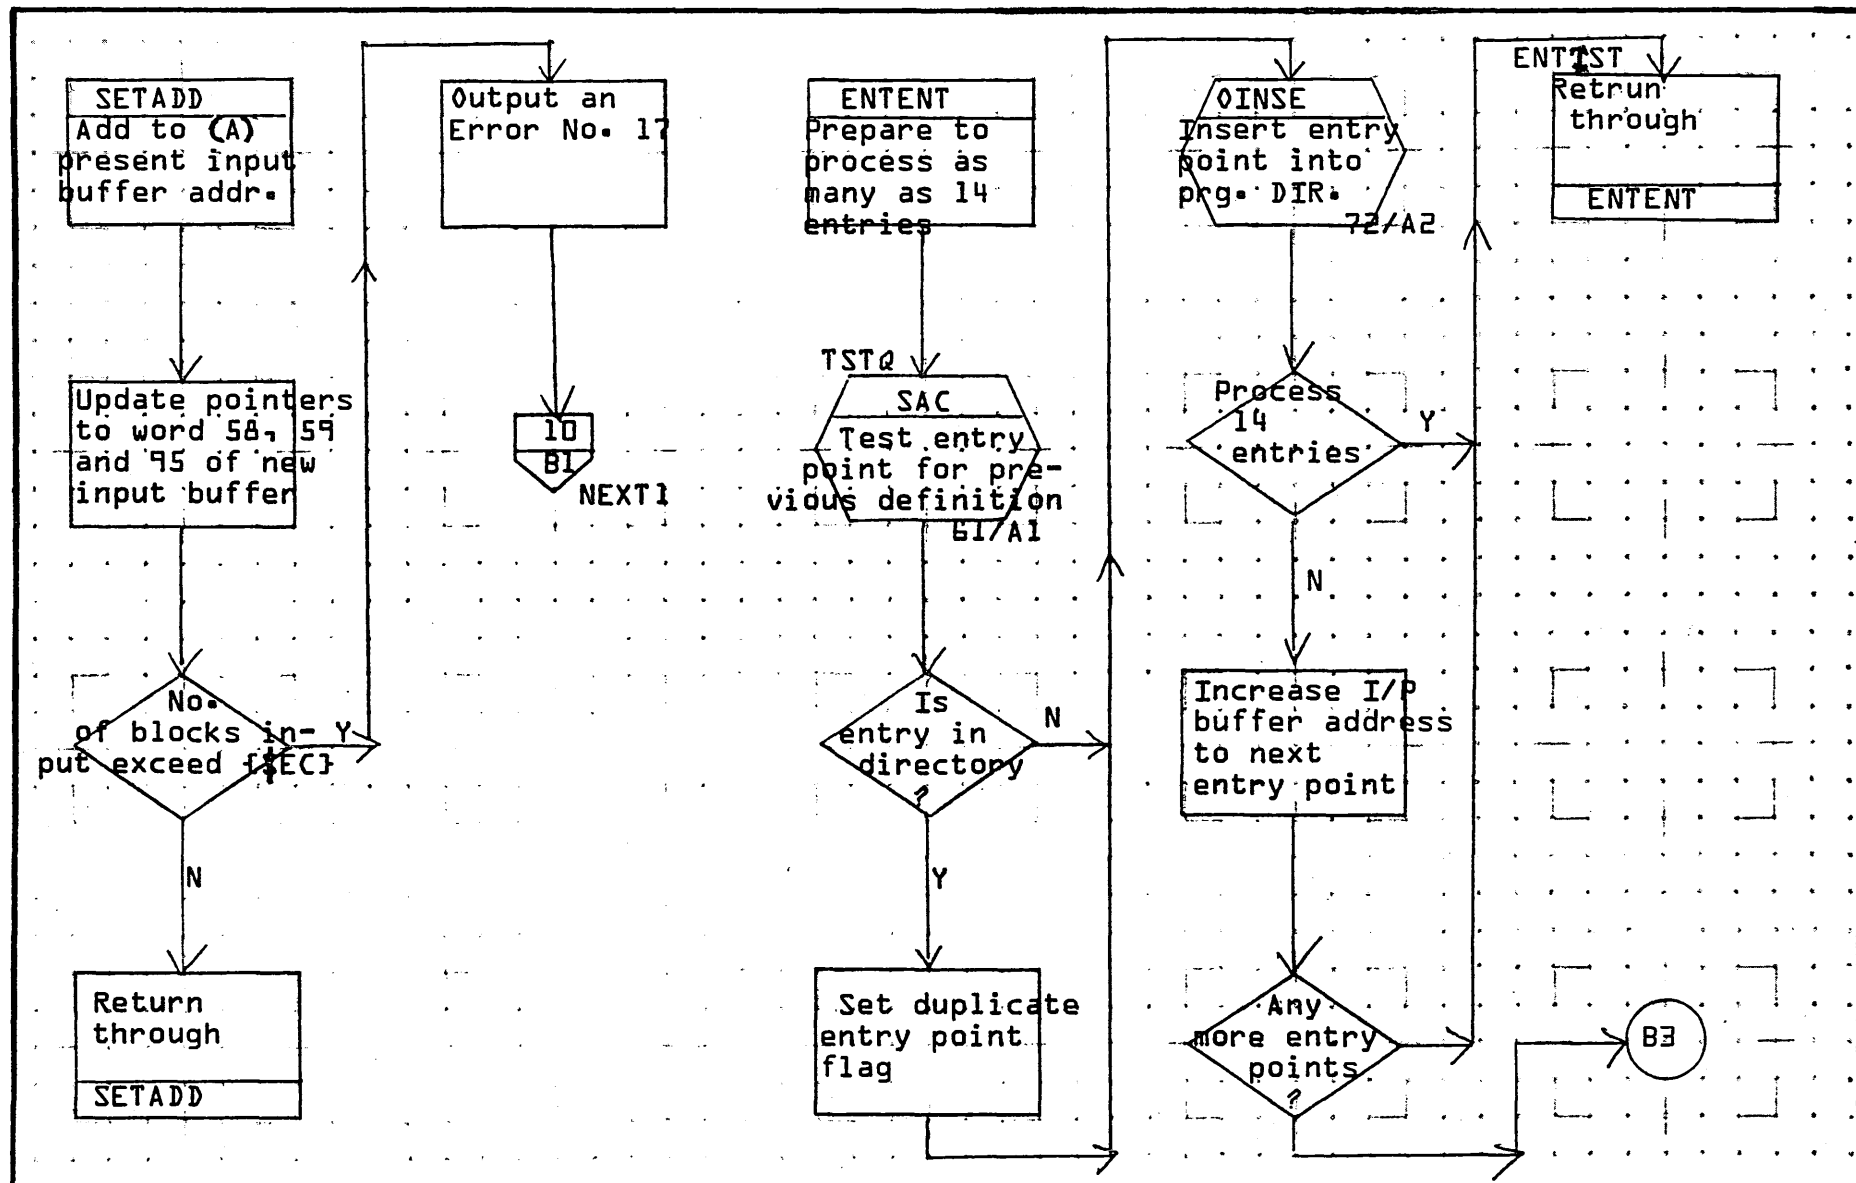 SETADD
Add to (A)
present input
buffer addr.
Update pointers
to word 58, 59
and 95 of new
input buffer
No.
of blocks in-
put exceed {$EC}
Y
N
Return
through
SETADD
Output an
Error No. 17
10
B1
NEXT1
ENTENT
Prepare to
process as
many as 14
entries
TSTQ
SAC
Test entry
point for pre-
vious definition
61/A1
Is
entry in
directory
?
N
Y
Set duplicate
entry point
flag
OINSE
Insert entry
point into
prg. DIR.
72/A2
Process
14
entries
Y
N
Increase I/P
buffer address
to next
entry point
Any
more entry
points
?
Retrun
through
ENTENT
B3